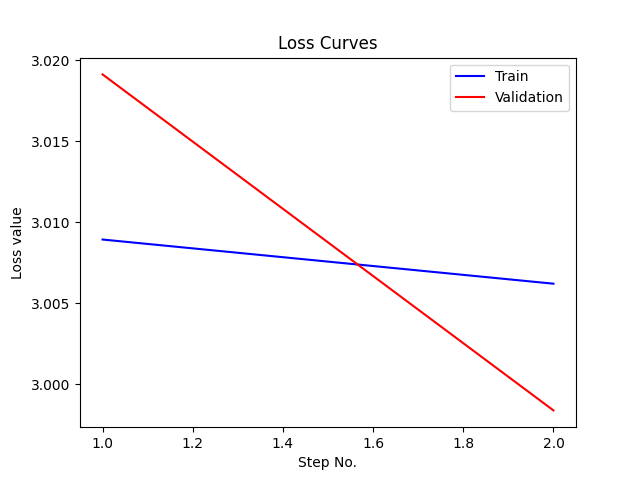 Loss Curves
Train
Validation
3.020
3.015
3.010
3.005
3.000
Loss value
1.0 1.2 1.4 1.6 1.8 2.0
Step No.